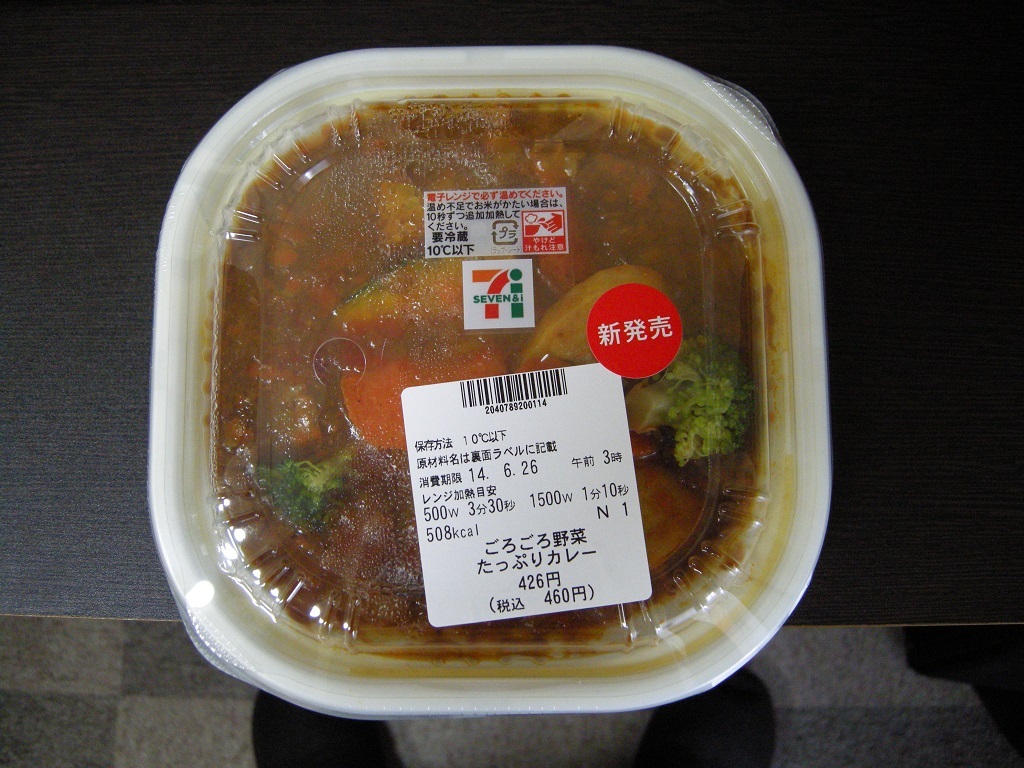 電子レンジで必ず温めてください。
温め不足でお米がかたい場合は、
10秒ずつ追加加熱して
ください。
要冷蔵
10℃以下
プラ
やけど
汁もれ注意
SEVEN&i
新発売
2040789200114
保存方法 10℃以下
原材料名は裏面ラベルに記載
消費期限 14. 6.26 午前 3時
レンジ加熱目安
500W 3分30秒 1500W 1分10秒
508kcal N 1
ごろごろ野菜
たっぷりカレー
426円
(税込 460円)